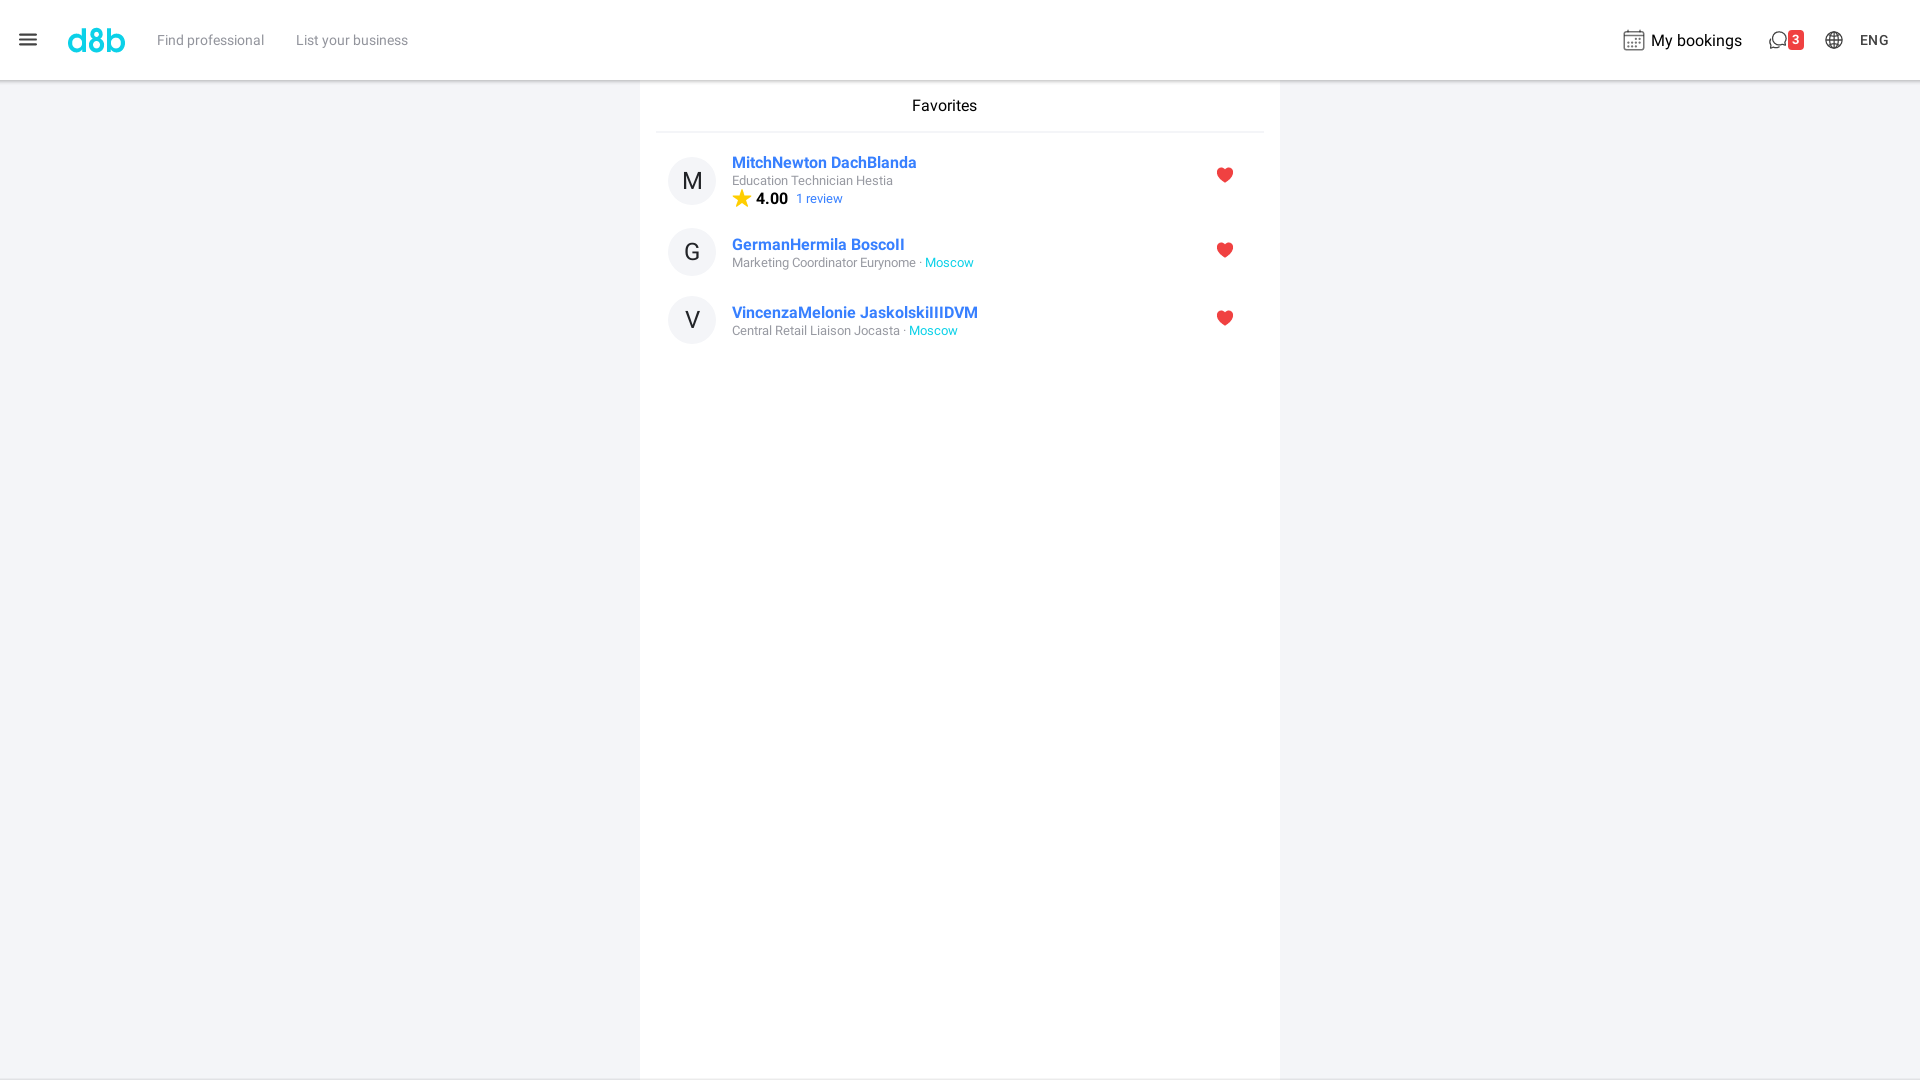 d8b
Find professional
List your business
My bookings
3
ENG
Favorites
M
MitchNewton DachBlanda
Education Technician Hestia
4.00 1 review
G
GermanHermila BoscoII
Marketing Coordinator Eurynome · Moscow
V
VincenzaMelonie JaskolskiIIIDVM
Central Retail Liaison Jocasta · Moscow